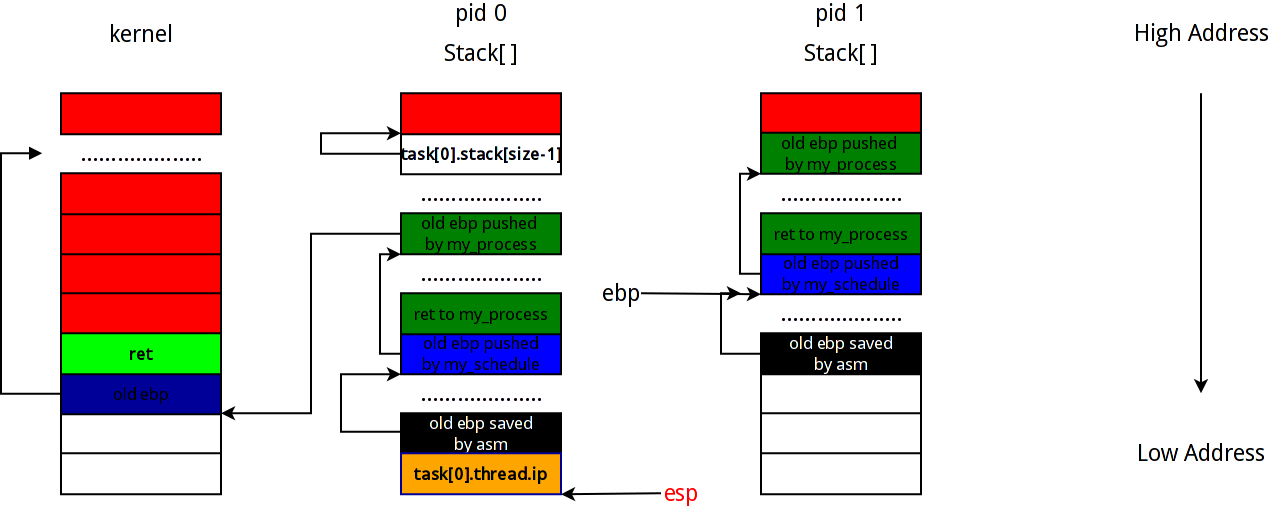 kernel
pid 0
Stack[ ]
pid 1
Stack[ ]
High Address
.....................
ret
old ebp
task[0].stack[size-1]
.....................
old ebp pushed
by my_process
.....................
ret to my_process
old ebp pushed
by my_schedule
.....................
old ebp saved
by asm
task[0].thread.ip
esp
old ebp pushed
by my_process
.....................
ret to my_process
old ebp pushed
by my_schedule
ebp
.....................
old ebp saved
by asm
Low Address